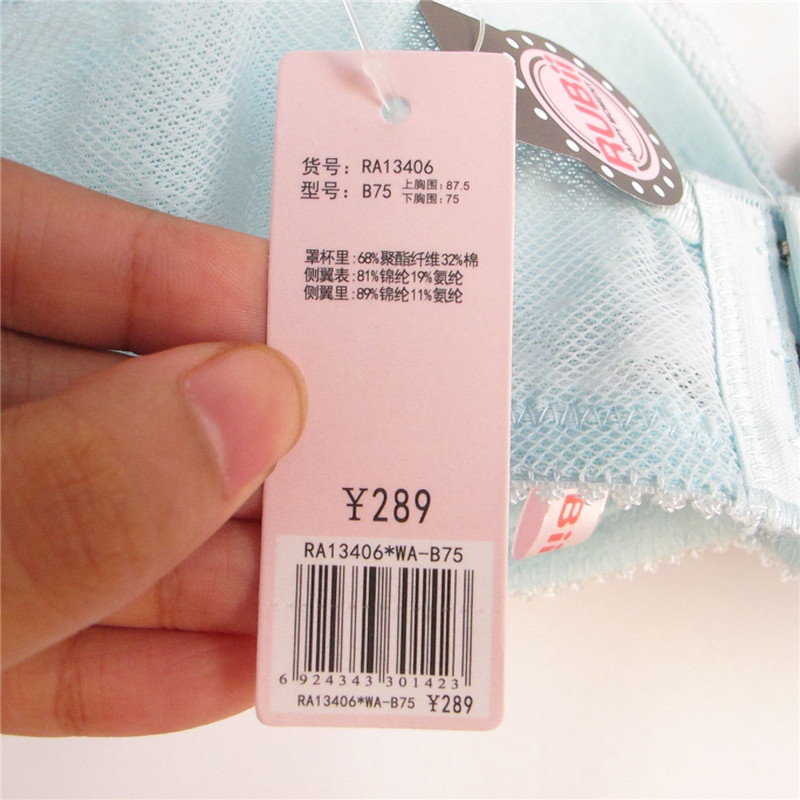 RUBii
货号: RA13406
型号: B75 上胸围: 87.5
下胸围: 75
罩杯里: 68%聚酯纤维32%棉
侧翼表: 81%锦纶19%氨纶
侧翼里: 89%锦纶11%氨纶
¥289
RA13406*WA-B75
6 924343 301423
RA13406*WA-B75 ¥289